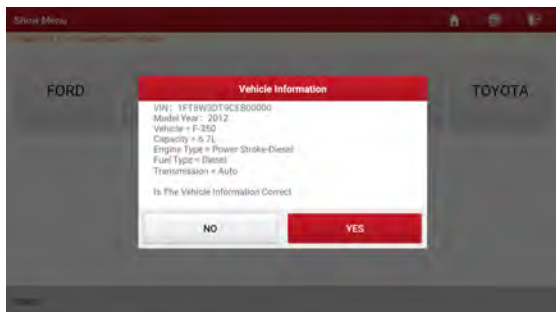 Show Menu
FORD
TOYOTA
Vehicle Information
VIN: 1FT8W3DT9CEB00000
Model Year: 2012
Vehicle = F-350
Capacity = 6.7L
Engine Type = Power Stroke-Diesel
Fuel Type = Diesel
Transmission = Auto
Is The Vehicle Information Correct
NO
YES